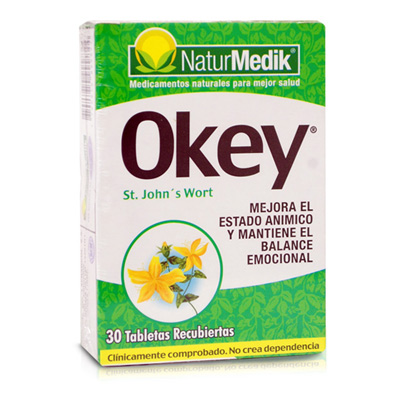 NaturMedik®
Medicamentos naturales para mejor salud
Okey®
St. John´s Wort
MEJORA EL
ESTADO ANIMICO
Y MANTIENE EL
BALANCE
EMOCIONAL
30 Tabletas Recubiertas
Clínicamente comprobado. No crea dependencia